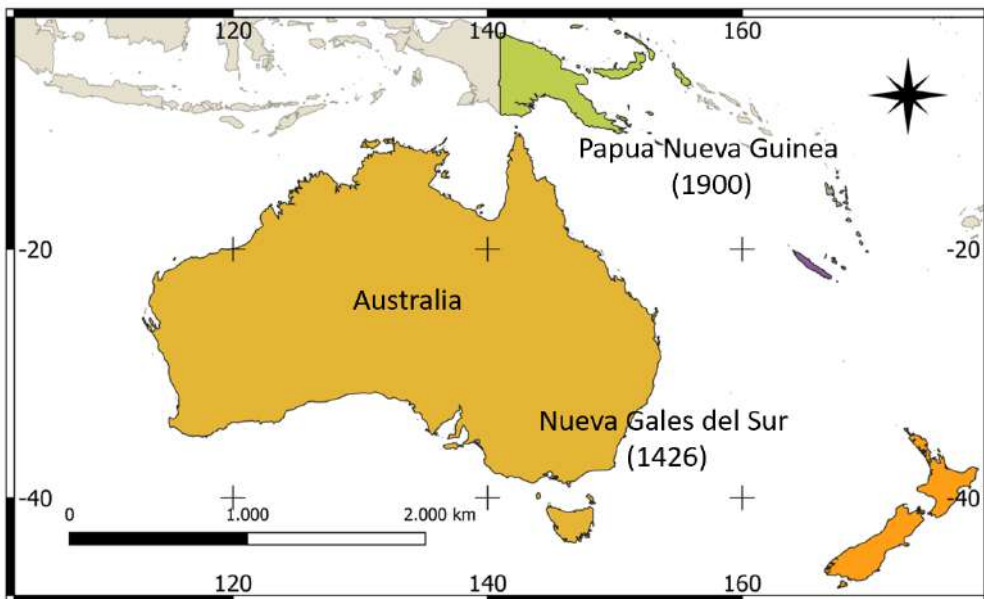 120 140 160
Papua Nueva Guinea
(1900)
-20 -20
Australia
Nueva Gales del Sur
(1426)
-40 -40
0 1.000 2.000 km
120 140 160